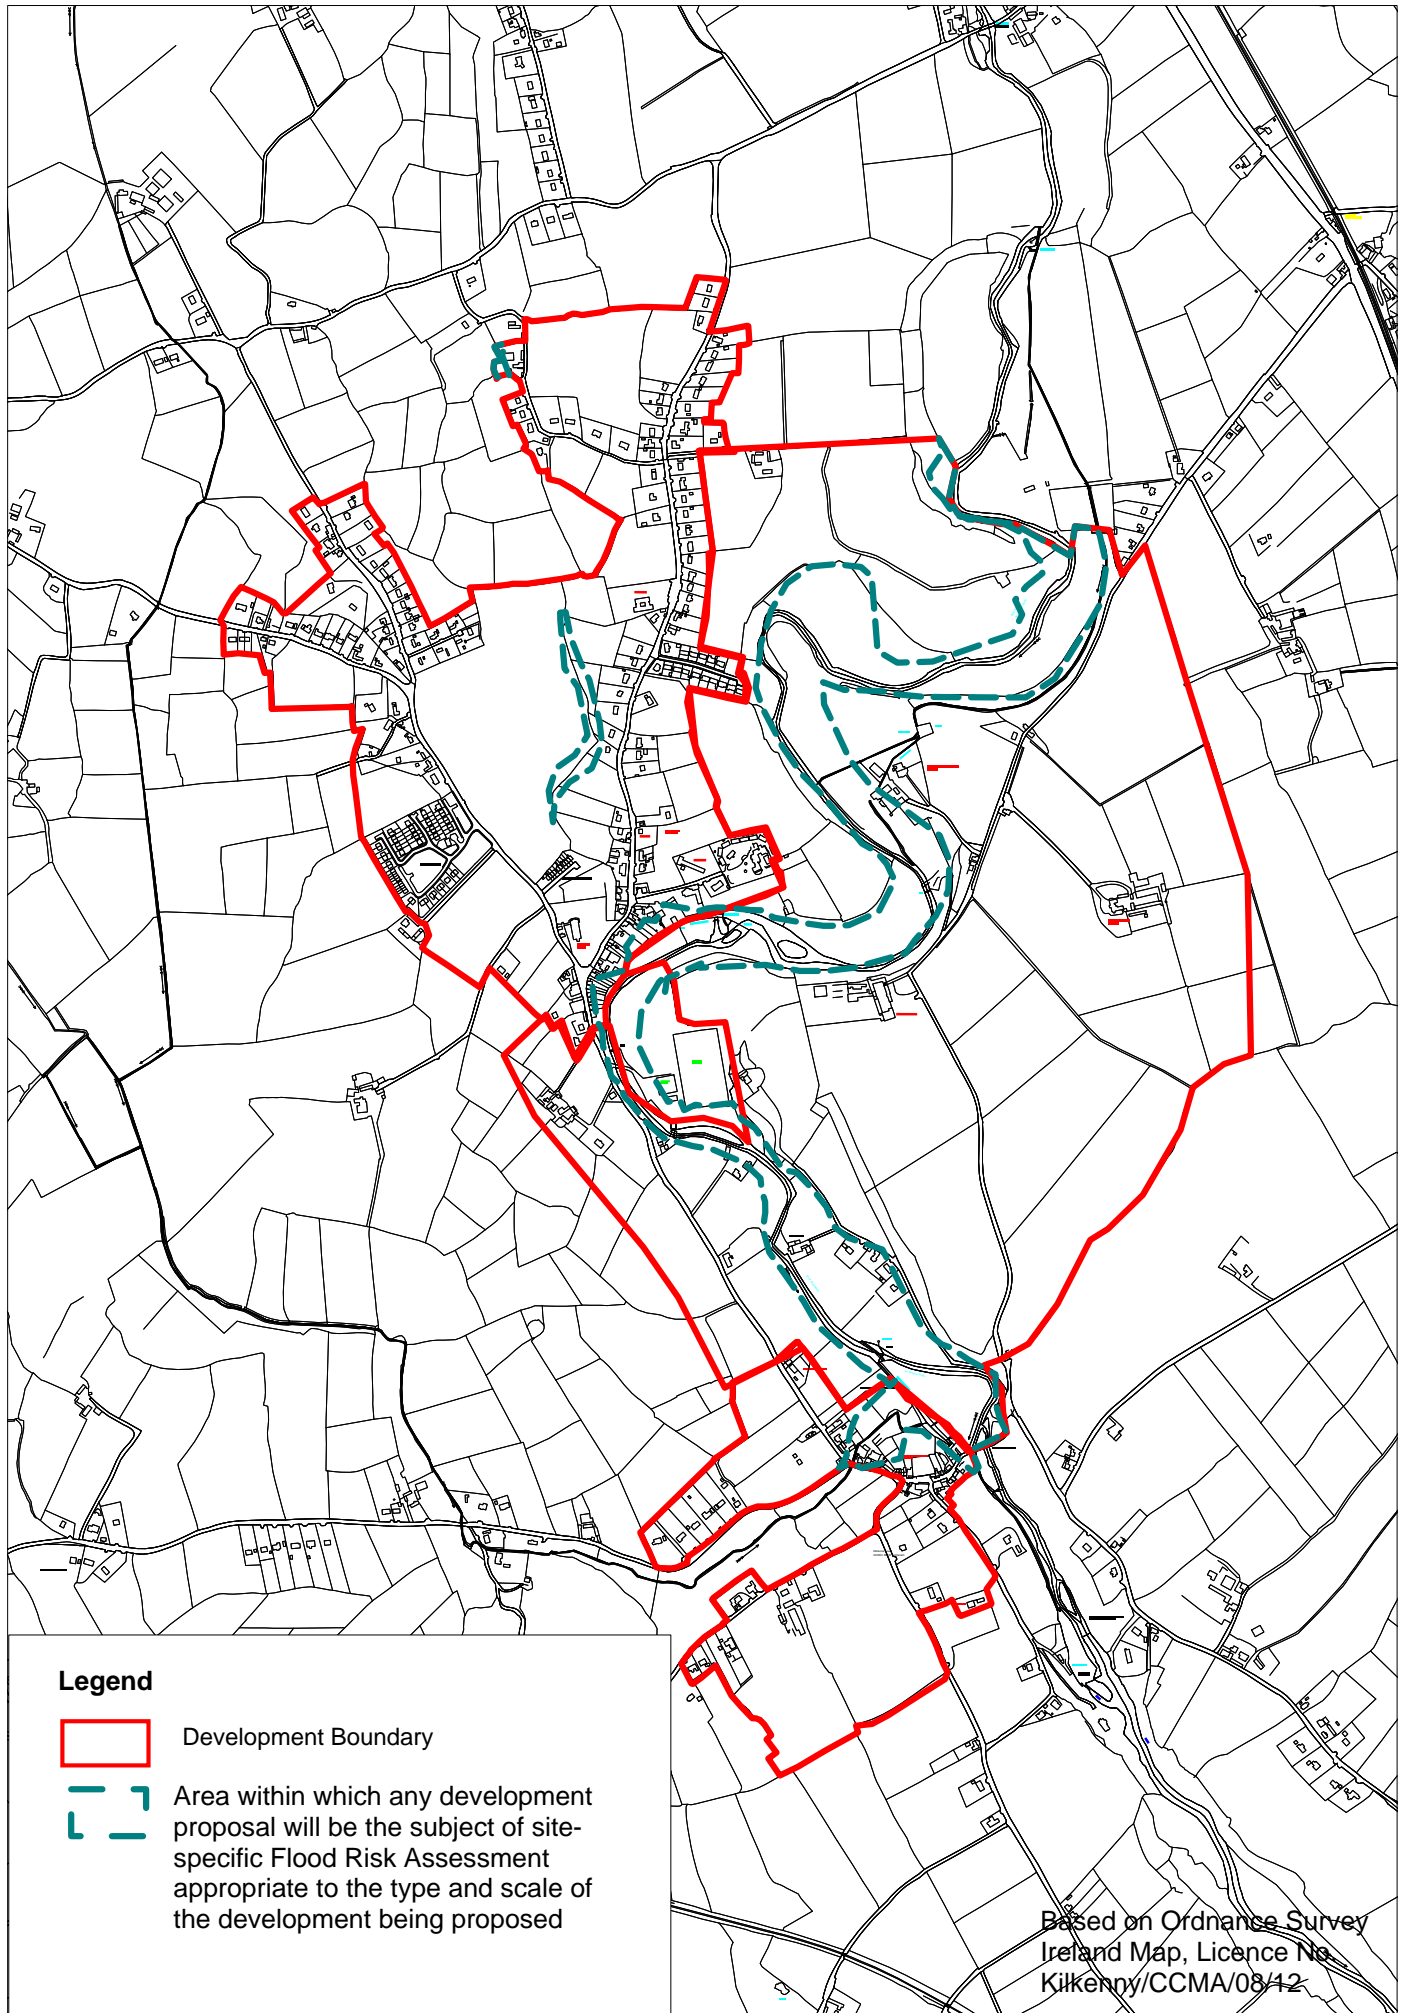 Legend
Development Boundary
Area within which any development
proposal will be the subject of site-
specific Flood Risk Assessment
appropriate to the type and scale of
the development being proposed
Based on Ordnance Survey
Ireland Map, Licence No.
Kilkenny/CCMA/08/12